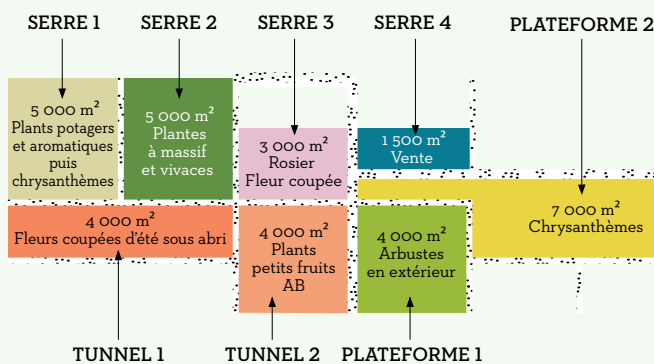 SERRE 1
SERRE 2
SERRE 3
SERRE 4
PLATEFORME 2
5 000 m²
Plants potagers
et aromatiques
puis
chrysanthèmes
5 000 m²
Plantes
à massif
et vivaces
3 000 m²
Rosier
Fleur coupée
1 500 m²
Vente
7 000 m²
Chrysanthèmes
4 000 m²
Fleurs coupées d'été sous abri
4 000 m²
Plants
petits fruits
AB
4 000 m²
Arbustes
en extérieur
TUNNEL 1
TUNNEL 2
PLATEFORME 1